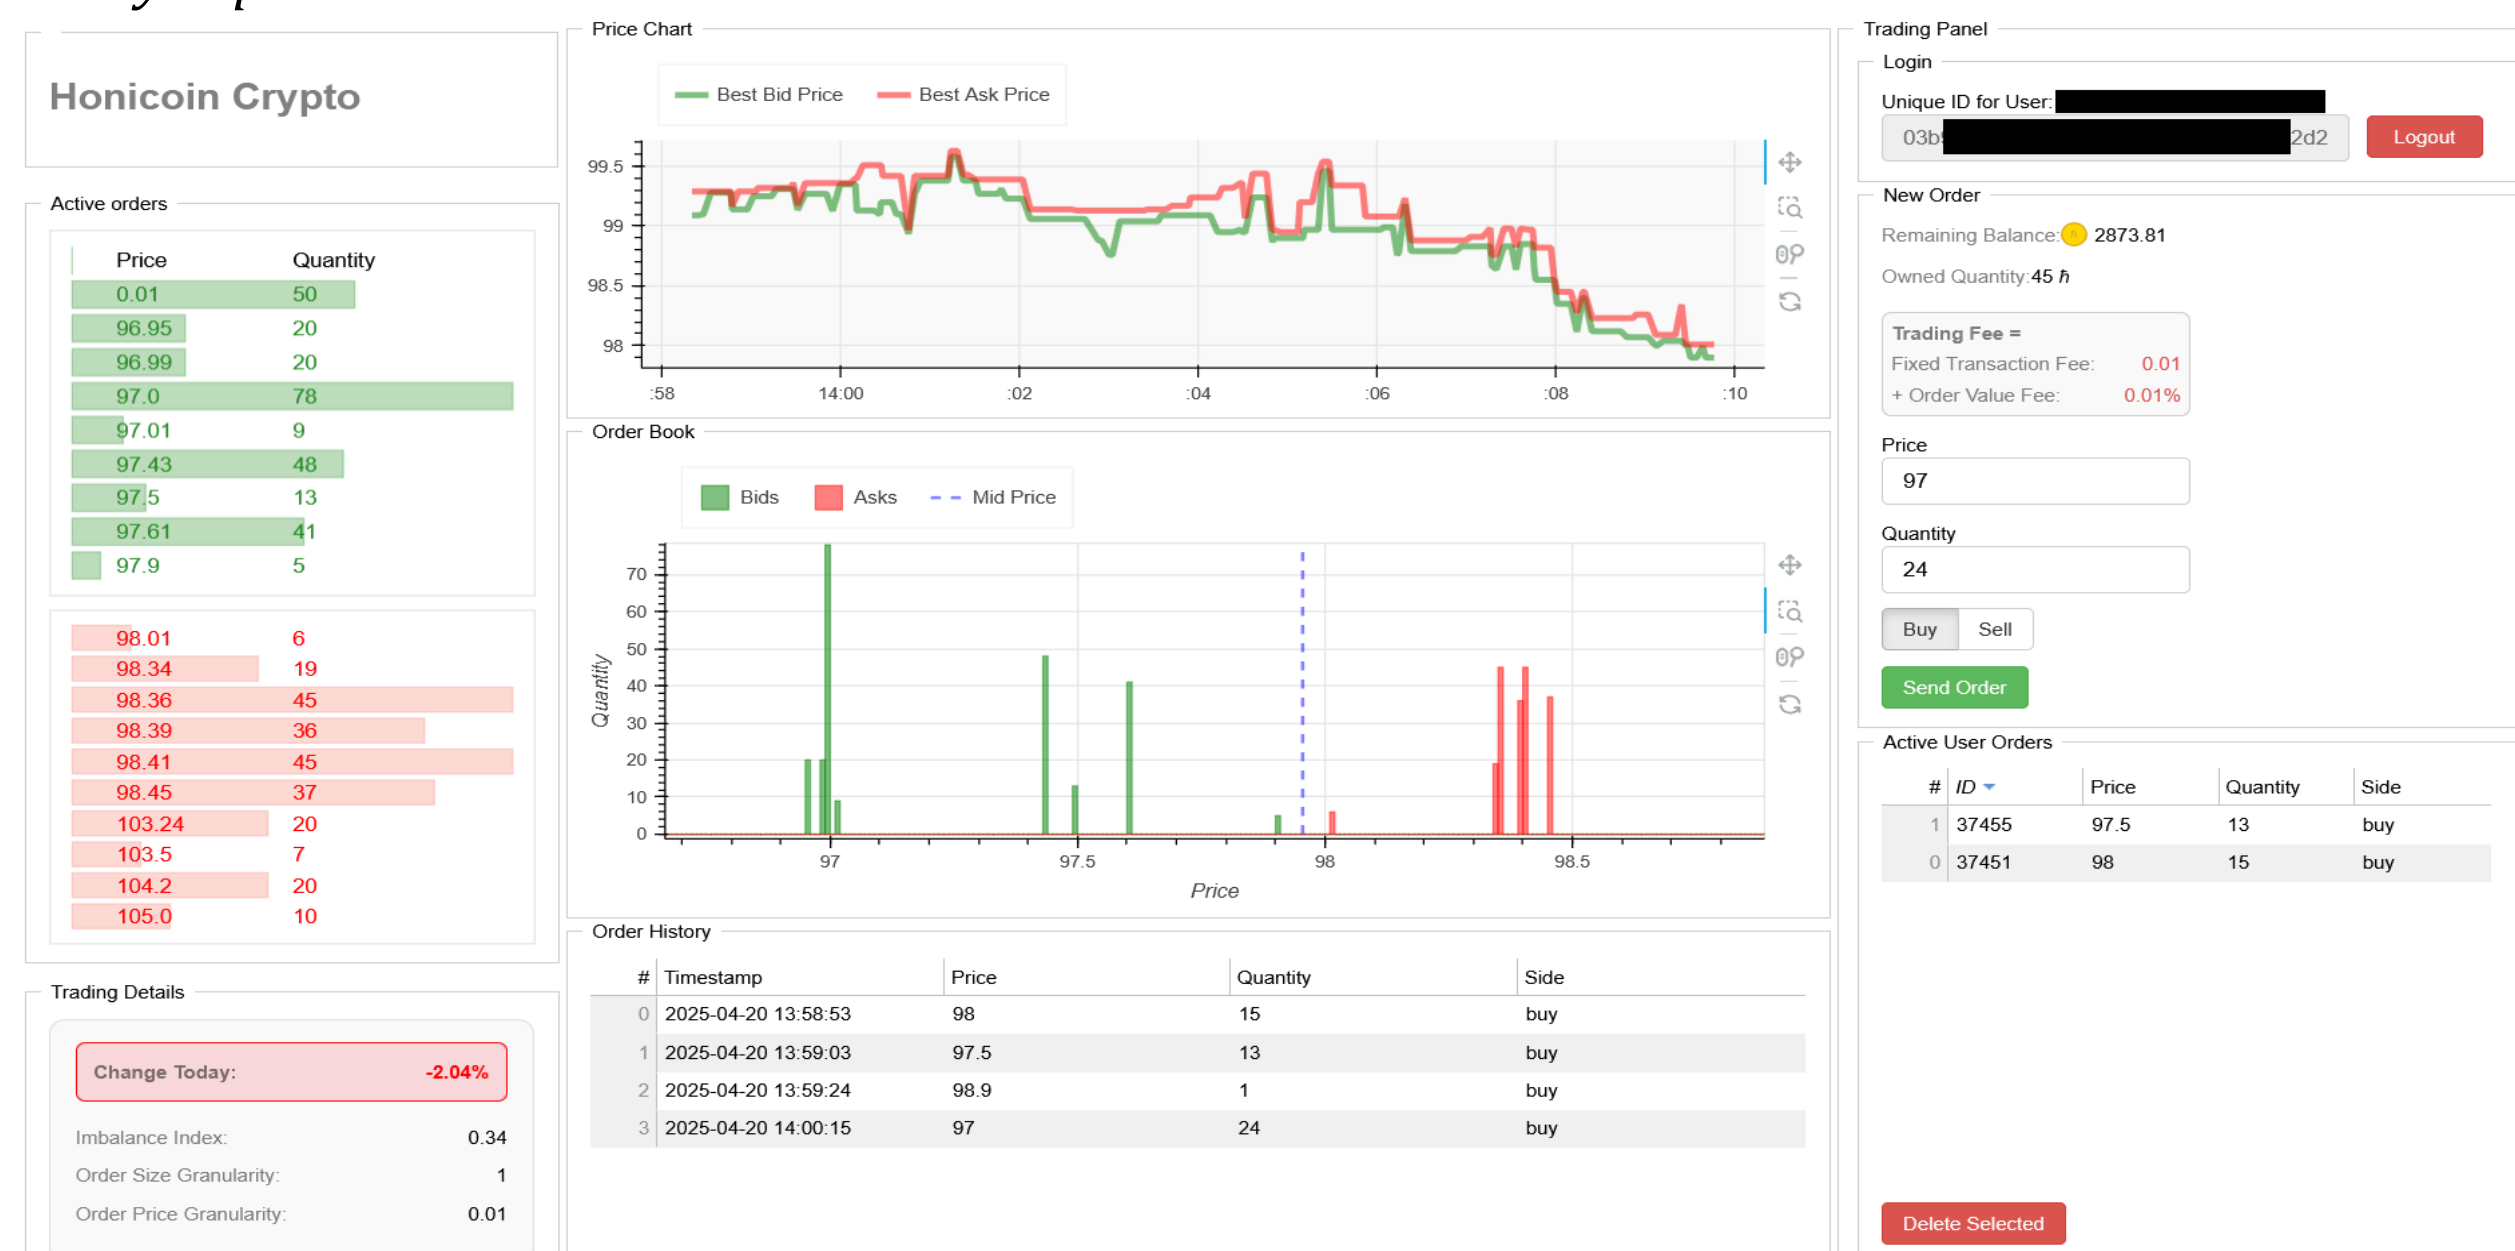 Honicoin Crypto
Active orders
Price Quantity
0.01 50
96.95 20
96.99 20
97.0 78
97.01 9
97.43 48
97.5 13
97.61 41
97.9 5
98.01 6
98.34 19
98.36 45
98.39 36
98.41 45
98.45 37
103.24 20
103.5 7
104.2 20
105.0 10
Trading Details
Change Today: -2.04%
Imbalance Index: 0.34
Order Size Granularity: 1
Order Price Granularity: 0.01
Price Chart
Best Bid Price Best Ask Price
99.5
99
98.5
98
:58 14:00 :02 :04 :06 :08 :10
Order Book
Bids Asks Mid Price
Quantity
70
60
50
40
30
20
10
0
97 97.5 98 98.5
Price
Order History
# Timestamp Price Quantity Side
0 2025-04-20 13:58:53 98 15 buy
1 2025-04-20 13:59:03 97.5 13 buy
2 2025-04-20 13:59:24 98.9 1 buy
3 2025-04-20 14:00:15 97 24 buy
Trading Panel
Login
Unique ID for User:
03b 2d2 Logout
New Order
Remaining Balance: 2873.81
Owned Quantity: 45 ℏ
Trading Fee =
Fixed Transaction Fee: 0.01
+ Order Value Fee: 0.01%
Price
97
Quantity
24
Buy Sell
Send Order
Active User Orders
# ID Price Quantity Side
1 37455 97.5 13 buy
0 37451 98 15 buy
Delete Selected